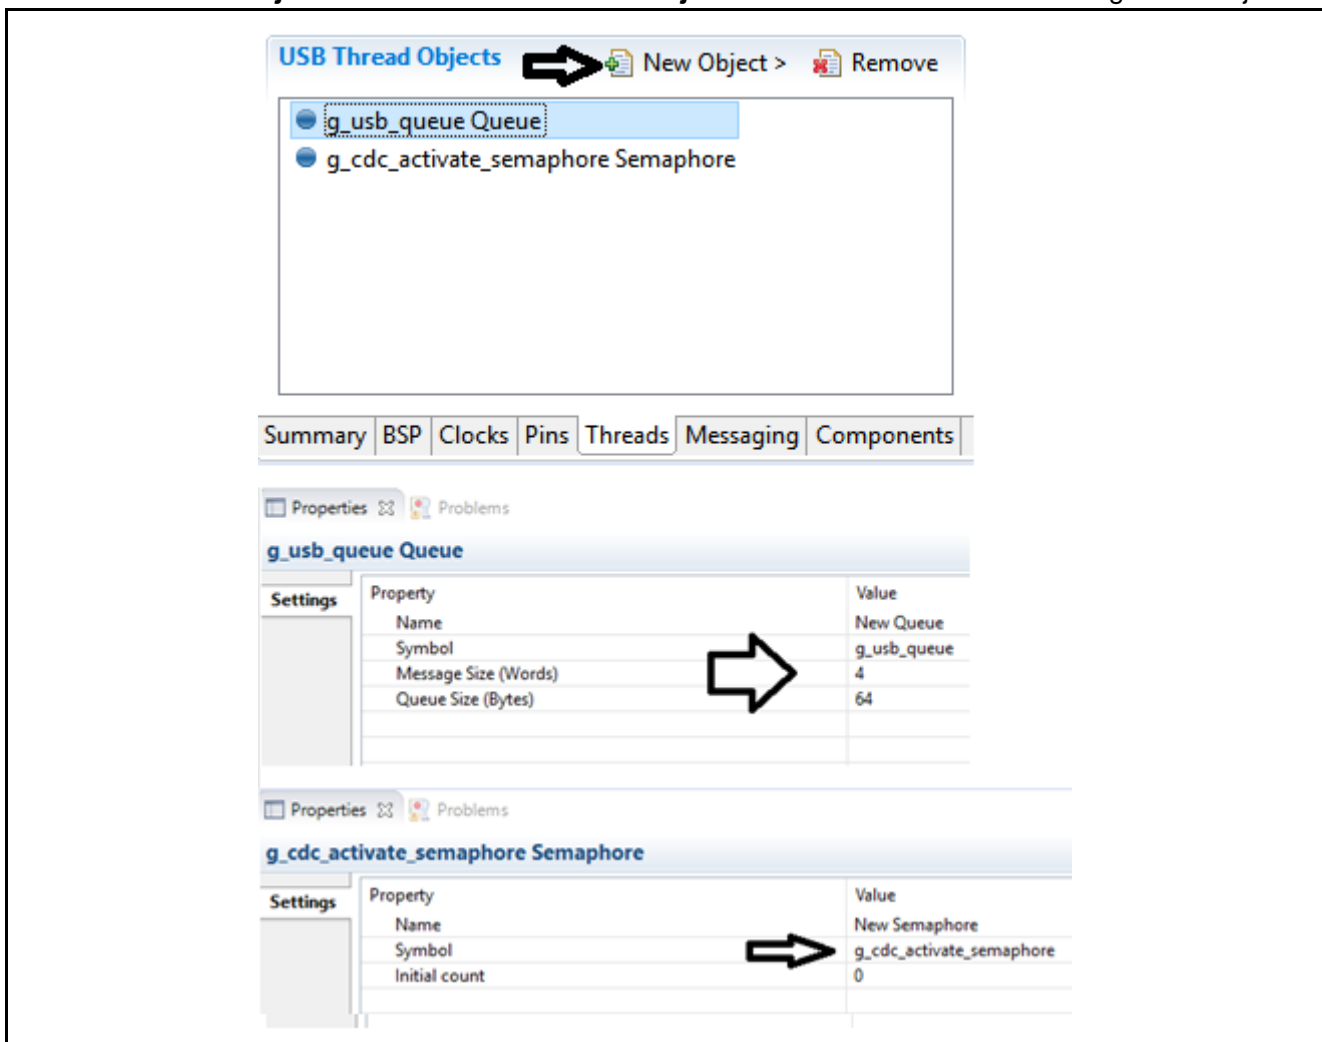 USB Thread Objects New Object > Remove
g_usb_queue Queue
g_cdc_activate_semaphore Semaphore
Summary BSP Clocks Pins Threads Messaging Components
Properties Problems
g_usb_queue Queue
Settings Property Value
Name New Queue
Symbol g_usb_queue
Message Size (Words) 4
Queue Size (Bytes) 64
Properties Problems
g_cdc_activate_semaphore Semaphore
Settings Property Value
Name New Semaphore
Symbol g_cdc_activate_semaphore
Initial count 0